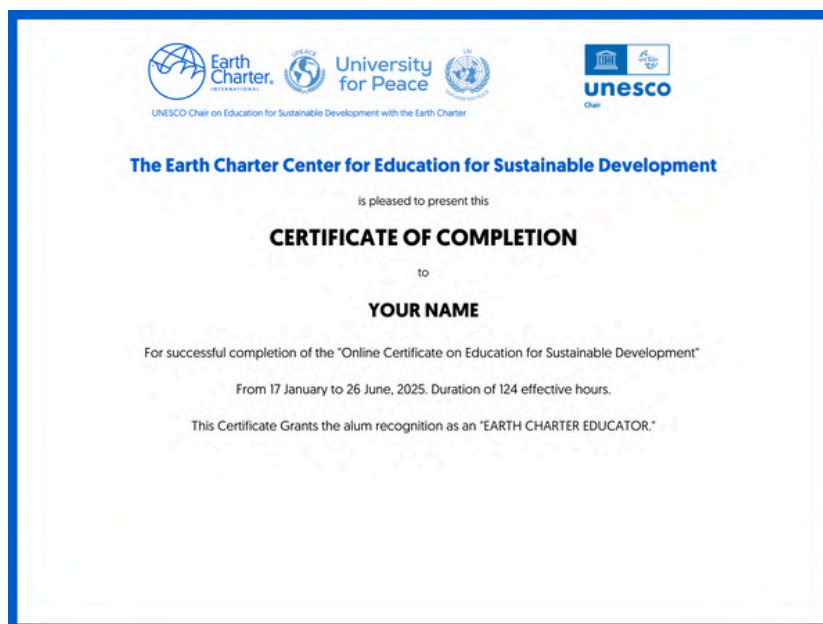 Earth
Charter®
INTERNATIONAL
UPEACE
University
for Peace
UN
unesco
Chair
UNESCO Chair on Education for Sustainable Development with the Earth Charter
The Earth Charter Center for Education for Sustainable Development
is pleased to present this
CERTIFICATE OF COMPLETION
to
YOUR NAME
For successful completion of the "Online Certificate on Education for Sustainable Development"
From 17 January to 26 June, 2025. Duration of 124 effective hours.
This Certificate Grants the alum recognition as an "EARTH CHARTER EDUCATOR."